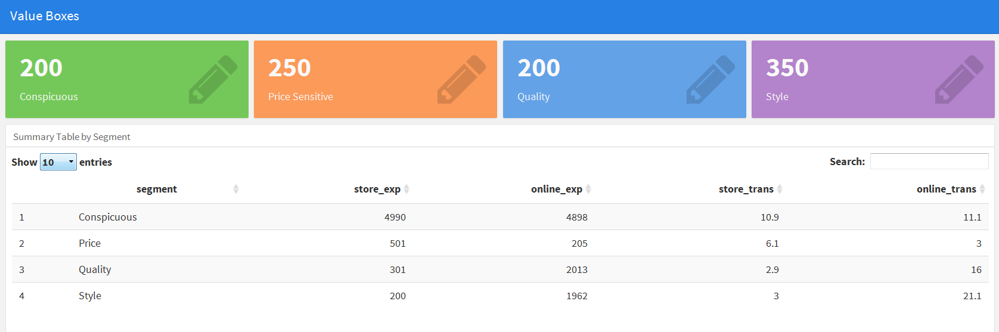 Value Boxes
200 250 200 350
Conspicuous Price Sensitive Quality Style
Summary Table by Segment
Show 10 entries Search:
segment store_exp online_exp store_trans online_trans
1 Conspicuous 4990 4898 10.9 11.1
2 Price 501 205 6.1 3
3 Quality 301 2013 2.9 16
4 Style 200 1962 3 21.1